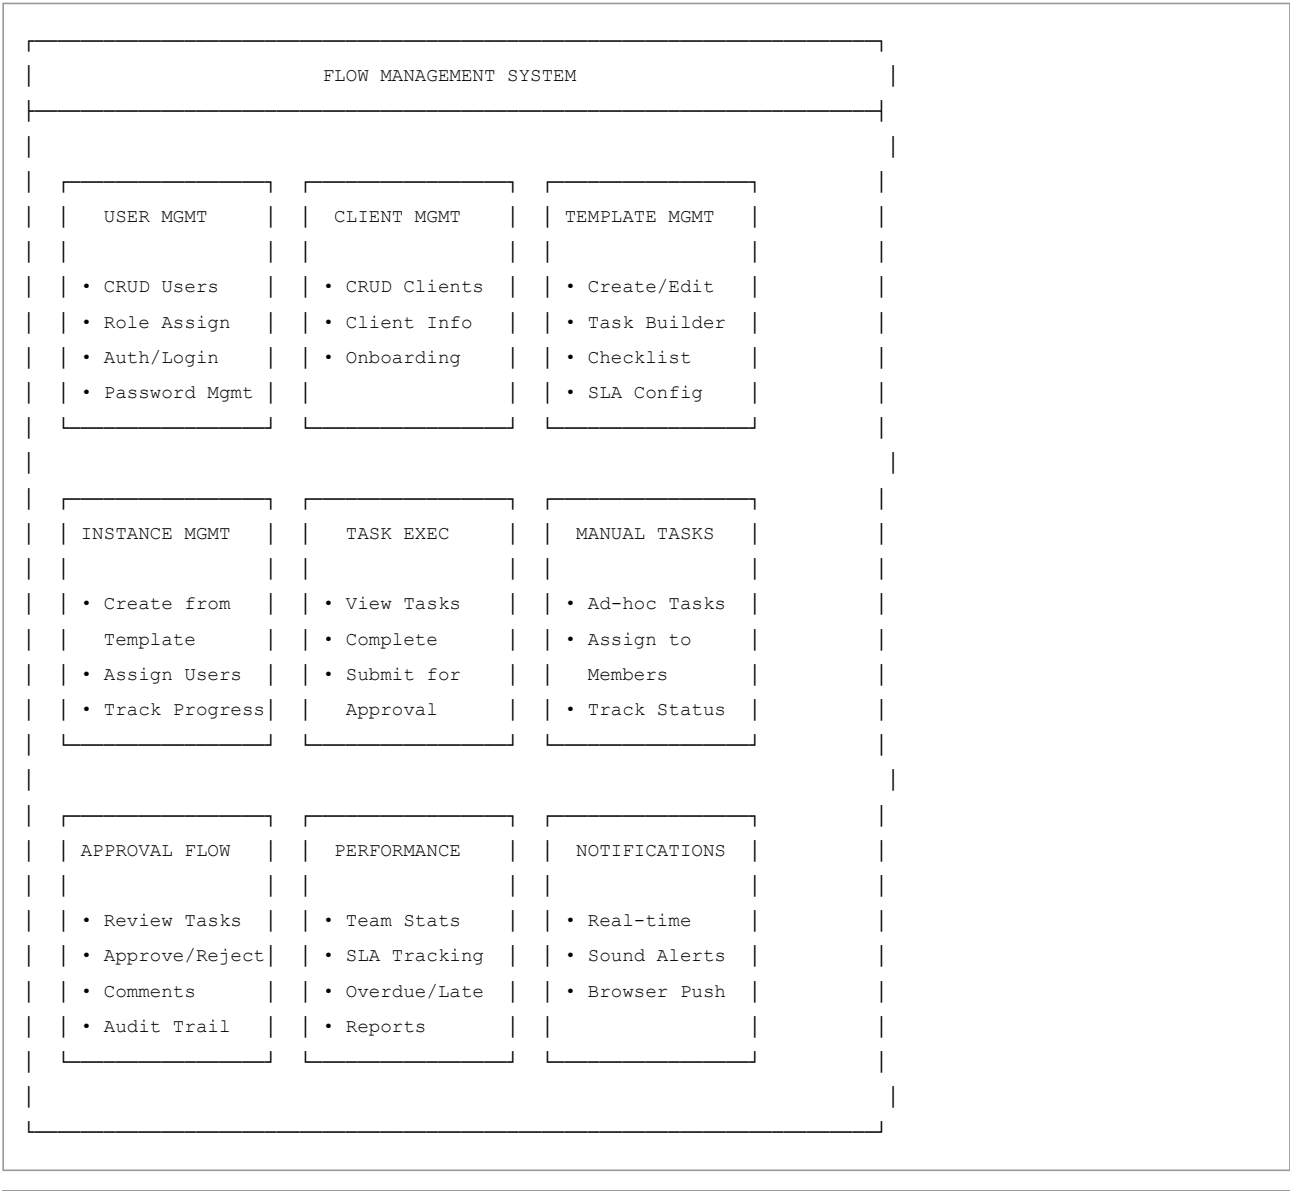 FLOW MANAGEMENT SYSTEM
USER MGMT CLIENT MGMT TEMPLATE MGMT
• CRUD Users • CRUD Clients • Create/Edit
• Role Assign • Client Info • Task Builder
• Auth/Login • Onboarding • Checklist
• Password Mgmt • SLA Config
INSTANCE MGMT TASK EXEC MANUAL TASKS
• Create from • View Tasks • Ad-hoc Tasks
Template • Complete • Assign to
• Assign Users • Submit for Members
• Track Progress Approval • Track Status
APPROVAL FLOW PERFORMANCE NOTIFICATIONS
• Review Tasks • Team Stats • Real-time
• Approve/Reject • SLA Tracking • Sound Alerts
• Comments • Overdue/Late • Browser Push
• Audit Trail • Reports